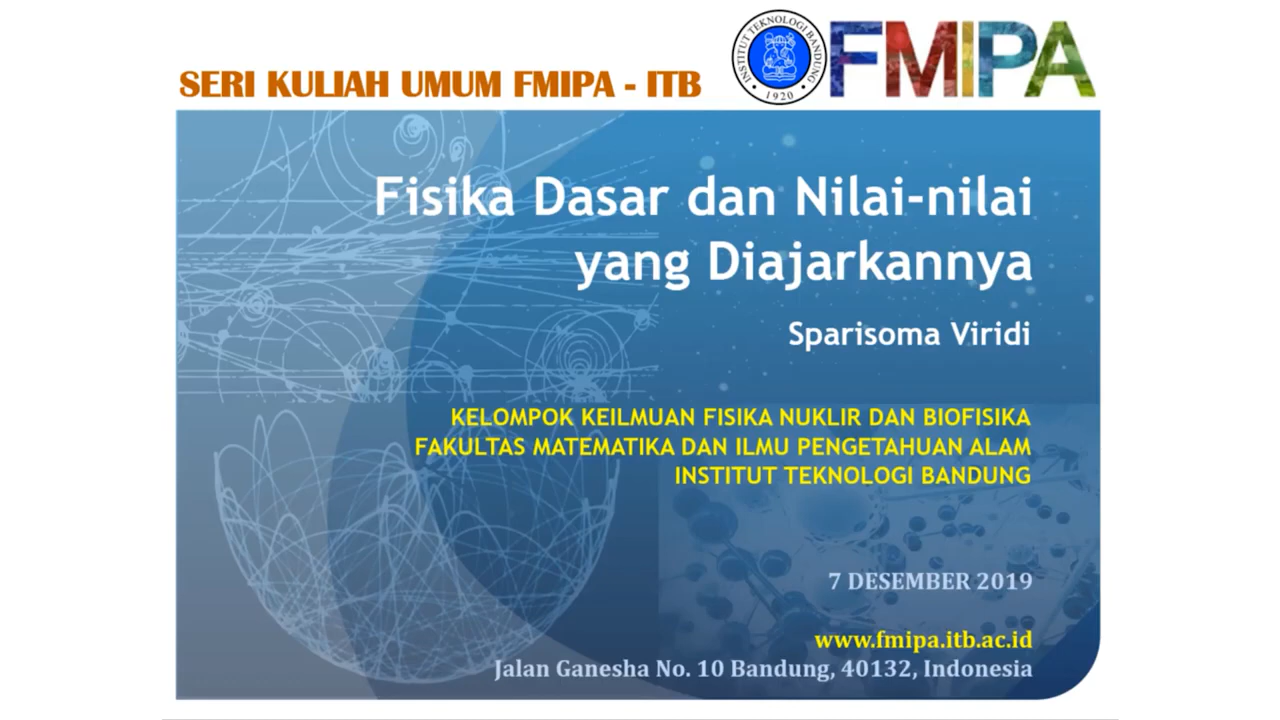 SERI KULIAH UMUM FMIPA - ITB
INSTITUT TEKNOLOGI BANDUNG
1920
FMIPA
Fisika Dasar dan Nilai-nilai
yang Diajarkannya
Sparisoma Viridi
KELOMPOK KEILMUAN FISIKA NUKLIR DAN BIOFISIKA
FAKULTAS MATEMATIKA DAN ILMU PENGETAHUAN ALAM
INSTITUT TEKNOLOGI BANDUNG
7 DESEMBER 2019
www.fmipa.itb.ac.id
Jalan Ganesha No. 10 Bandung, 40132, Indonesia